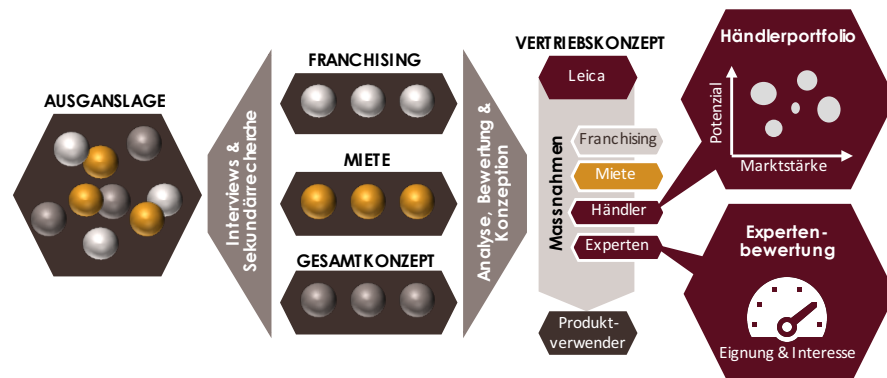 AUSGANSLAGE
Interviews &
Sekundärrecherche
FRANCHISING
MIETE
GESAMTKONZEPT
Analyse, Bewertung &
Konzeption
VERTRIEBSKONZEPT
Leica
Massnahmen
Franchising
Miete
Händler
Experten
Produkt-
verwender
Händlerportfolio
Potenzial
Marktstärke
Experten-
bewertung
Eignung & Interesse